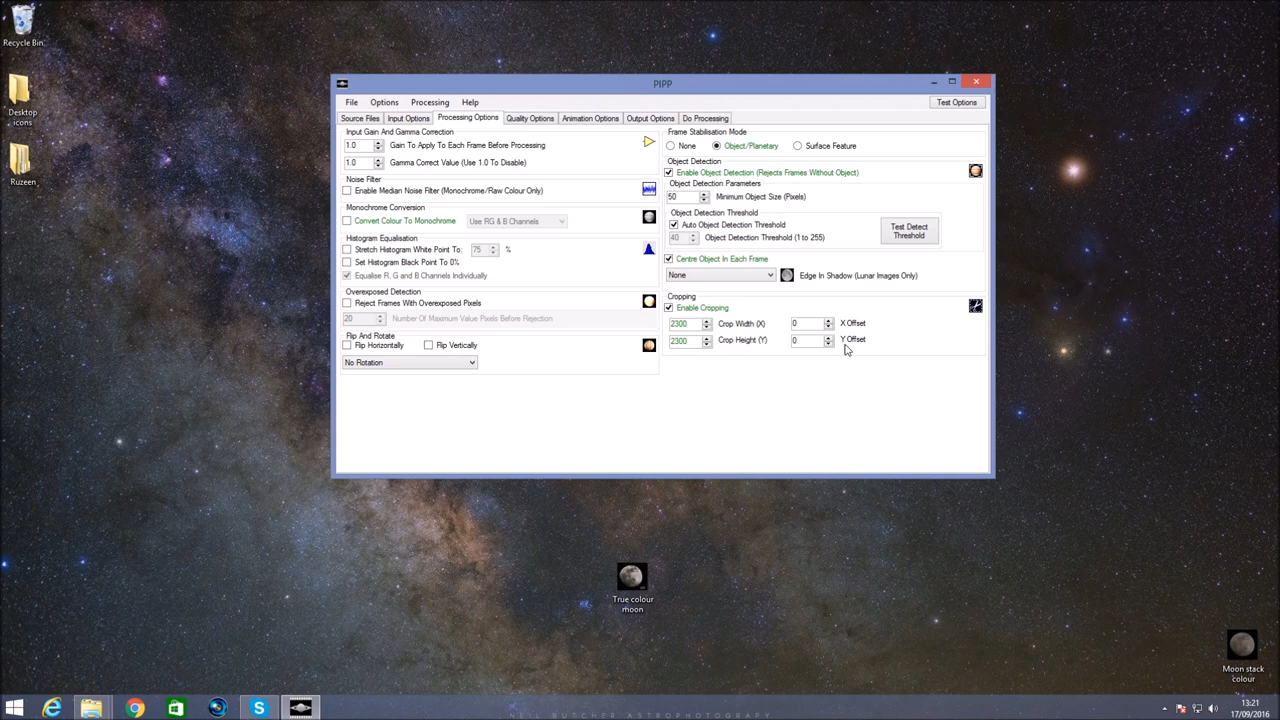 Recycle Bin
Desktop
icons
Ruzeen
PIPP
File Options Processing Help
Test Options
Source Files Input Options Processing Options Quality Options Animation Options Output Options Do Processing
Input Gain And Gamma Correction
1.0 Gain To Apply To Each Frame Before Processing
1.0 Gamma Correct Value (Use 1.0 To Disable)
Noise Filter
Enable Median Noise Filter (Monochrome/Raw Colour Only)
Monochrome Conversion
Convert Colour To Monochrome Use RG & B Channels
Histogram Equalisation
Stretch Histogram White Point To: 75 %
Set Histogram Black Point To 0%
Equalise R, G and B Channels Individually
Overexposed Detection
Reject Frames With Overexposed Pixels
20 Number Of Maximum Value Pixels Before Rejection
Flip And Rotate
Flip Horizontally Flip Vertically
No Rotation
Frame Stabilisation Mode
None Object/Planetary Surface Feature
Object Detection
Enable Object Detection (Rejects Frames Without Object)
Object Detection Parameters
50 Minimum Object Size (Pixels)
Object Detection Threshold
Auto Object Detection Threshold
40 Object Detection Threshold (1 to 255)
Test Detect
Threshold
Centre Object In Each Frame
None Edge In Shadow (Lunar Images Only)
Cropping
Enable Cropping
2300 Crop Width (X) 0 X Offset
2300 Crop Height (Y) 0 Y Offset
True colour
moon
Moon stack
colour
13:21
17/09/2016
NEIL BUTCHER ASTROPHOTOGRAPY